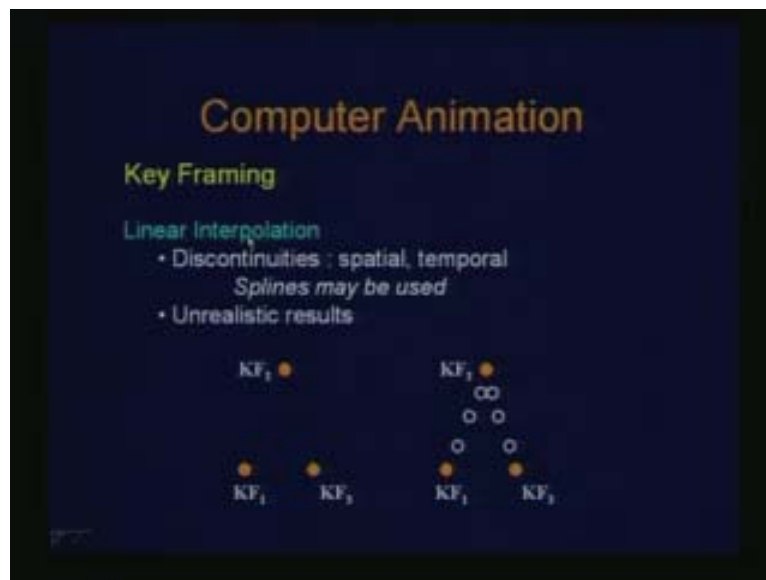 Computer Animation
Key Framing
Linear Interpolation
• Discontinuities : spatial, temporal
Splines may be used
• Unrealistic results
KF₂ KF₂
KF₁ KF₃ KF₁ KF₃